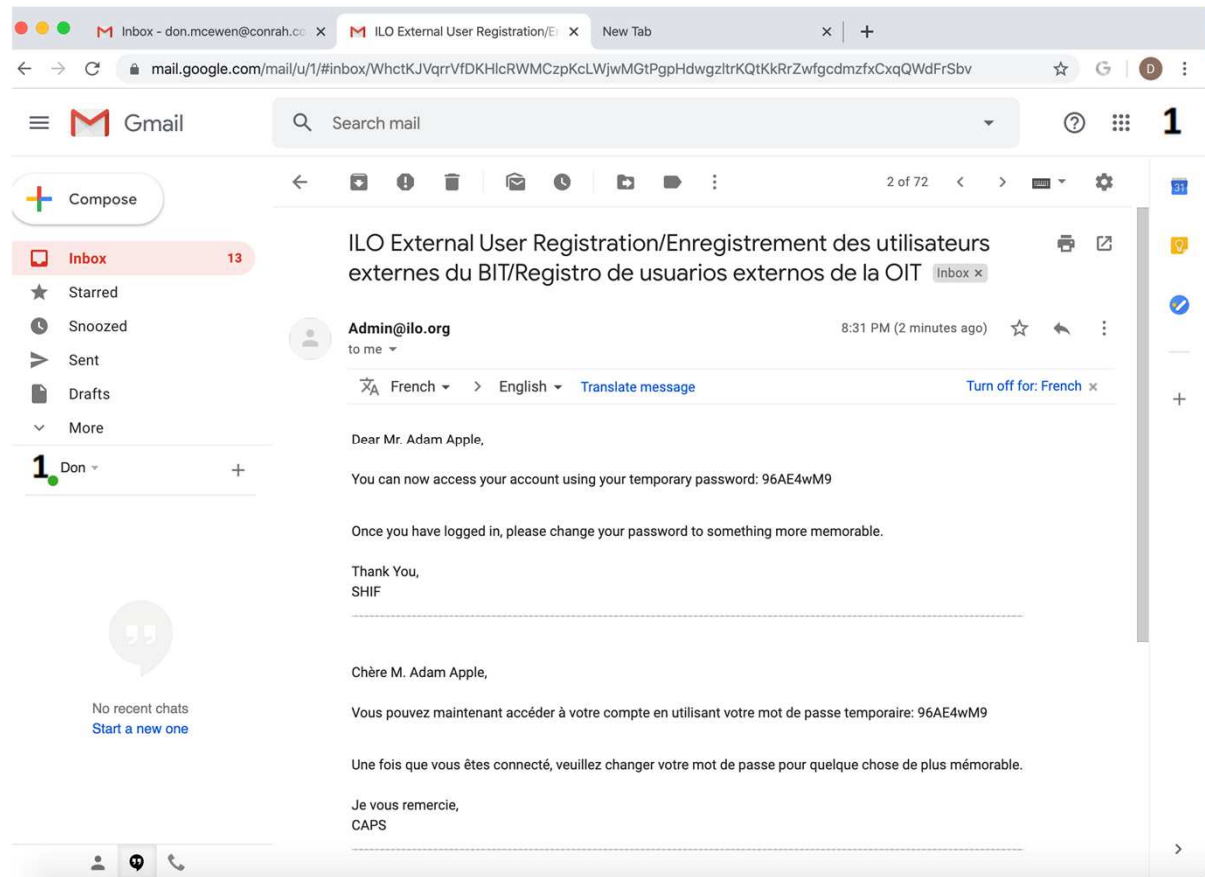 Inbox - don.mcewen@conrah.co
ILO External User Registration/E
New Tab
mail.google.com/mail/u/1/#inbox/WhctKJVqrrVfDKHlcRWMCzpKcLWjwMGtPgpHdwgzltrKQtKkRrZwfgcdmzfxCxqQWdFrSbv
G
D
Gmail
Search mail
1
Compose
2 of 72
31
Inbox 13
Starred
Snoozed
Sent
Drafts
More
1 Don
No recent chats
Start a new one
ILO External User Registration/Enregistrement des utilisateurs
externes du BIT/Registro de usuarios externos de la OIT Inbox x
Admin@ilo.org 8:31 PM (2 minutes ago)
to me
French > English Translate message Turn off for: French x
Dear Mr. Adam Apple,
You can now access your account using your temporary password: 96AE4wM9
Once you have logged in, please change your password to something more memorable.
Thank You,
SHIF
Chère M. Adam Apple,
Vous pouvez maintenant accéder à votre compte en utilisant votre mot de passe temporaire: 96AE4wM9
Une fois que vous êtes connecté, veuillez changer votre mot de passe pour quelque chose de plus mémorable.
Je vous remercie,
CAPS